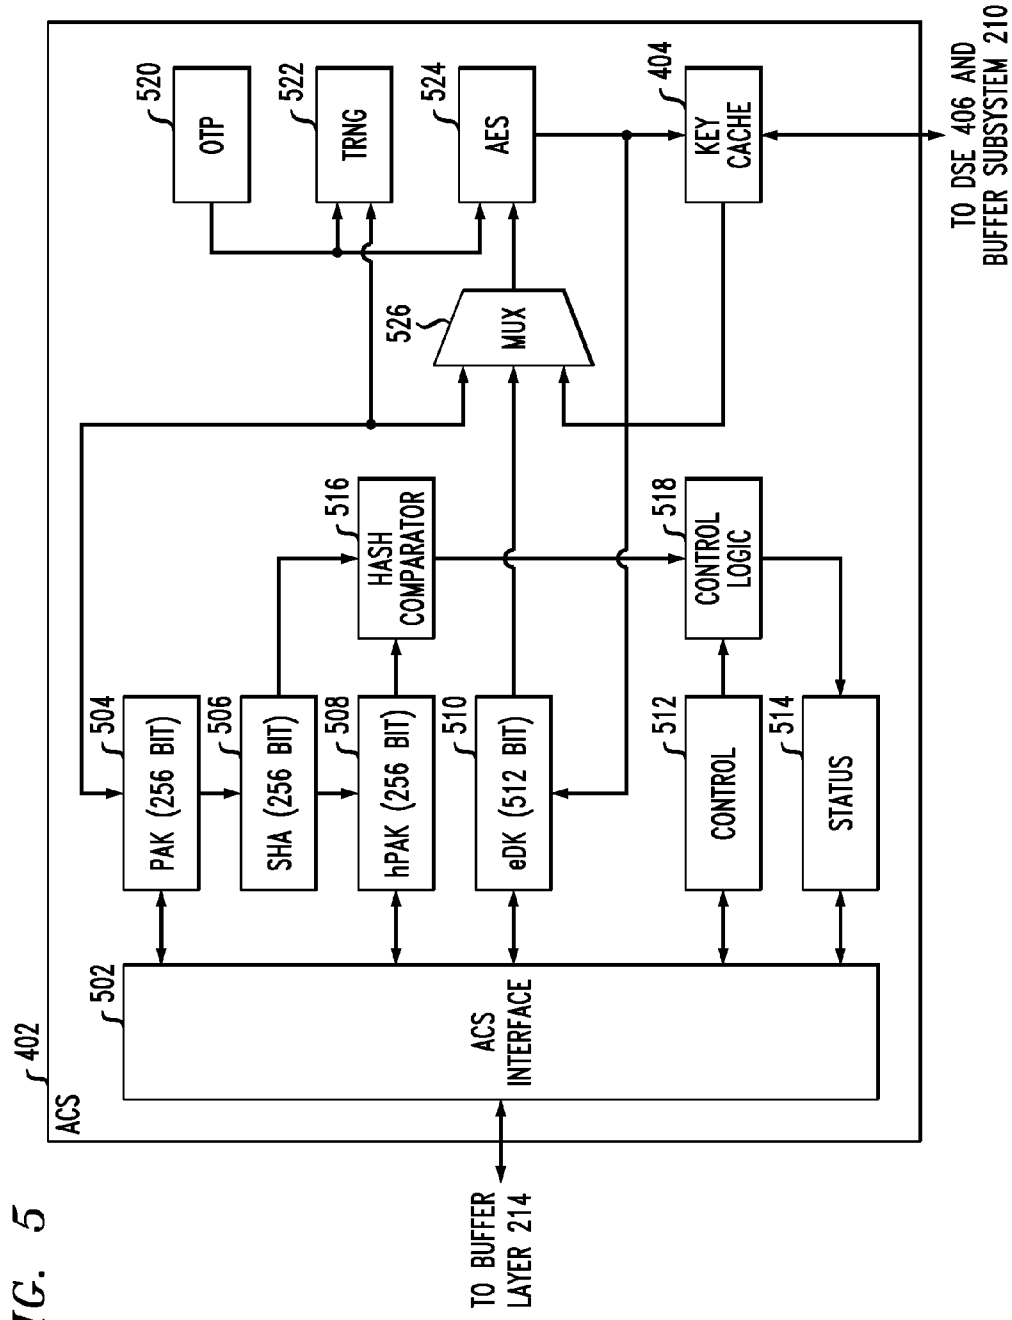 IG. 5
ACS
402
TO BUFFER
LAYER 214
502
ACS
INTERFACE
504
PAK (256 BIT)
506
SHA (256 BIT)
508
hPAK (256 BIT)
510
eDK (512 BIT)
512
CONTROL
514
STATUS
516
HASH
COMPARATOR
518
CONTROL
LOGIC
526
MUX
520
OTP
522
TRNG
524
AES
404
KEY
CACHE
TO DSE 406 AND
BUFFER SUBSYSTEM 210